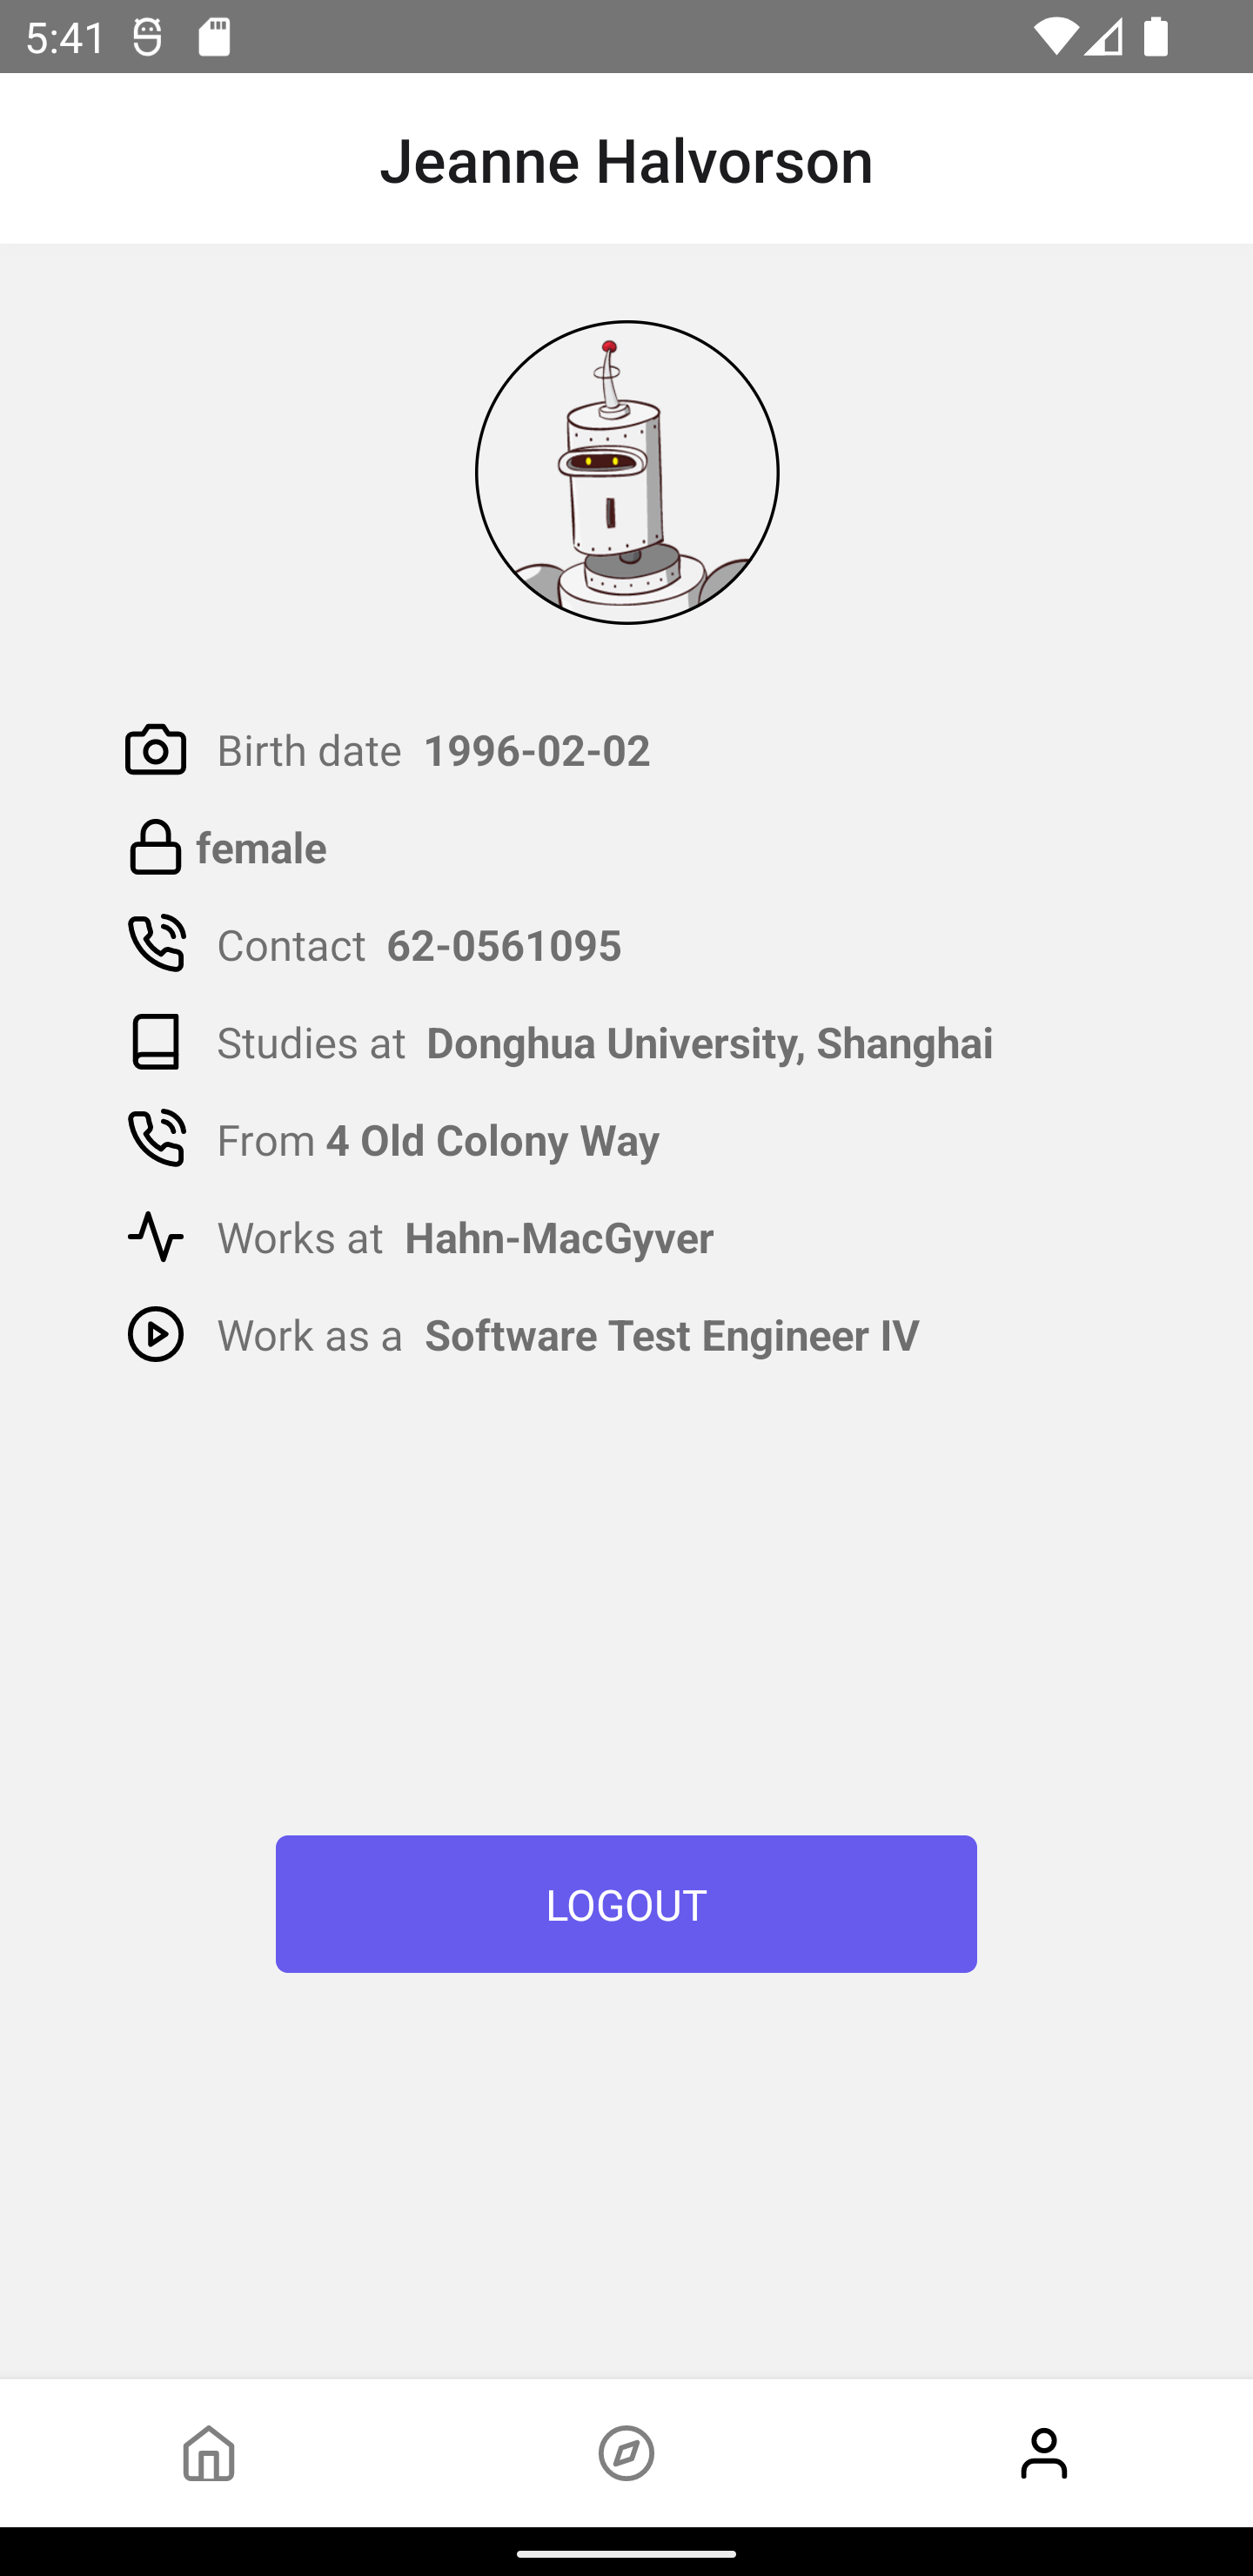 5:41
Jeanne Halvorson
Birth date 1996-02-02
female
Contact 62-0561095
Studies at Donghua University, Shanghai
From 4 Old Colony Way
Works at Hahn-MacGyver
Work as a Software Test Engineer IV
LOGOUT